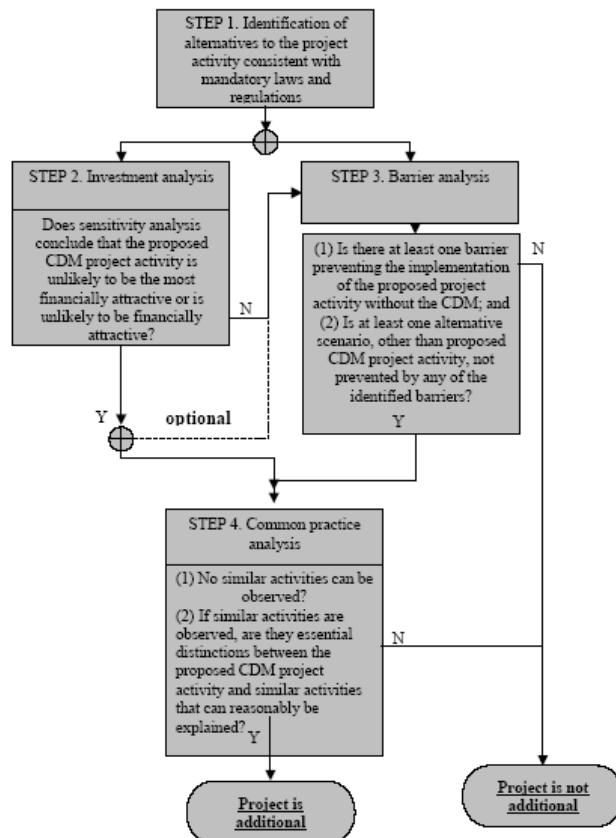 STEP 1. Identification of
alternatives to the project
activity consistent with
mandatory laws and
regulations
STEP 2. Investment analysis
Does sensitivity analysis
conclude that the proposed
CDM project activity is
unlikely to be the most
financially attractive or is
unlikely to be financially
attractive?
N
Y
optional
STEP 3. Barrier analysis
(1) Is there at least one barrier
preventing the implementation
of the proposed project
activity without the CDM; and
(2) Is at least one alternative
scenario, other than proposed
CDM project activity, not
prevented by any of the
identified barriers?
N
Y
STEP 4. Common practice
analysis
(1) No similar activities can be
observed?
(2) If similar activities are
observed, are they essential
distinctions between the
proposed CDM project
activity and similar activities
that can reasonably be
explained?
N
Y
Project is
additional
Project is not
additional